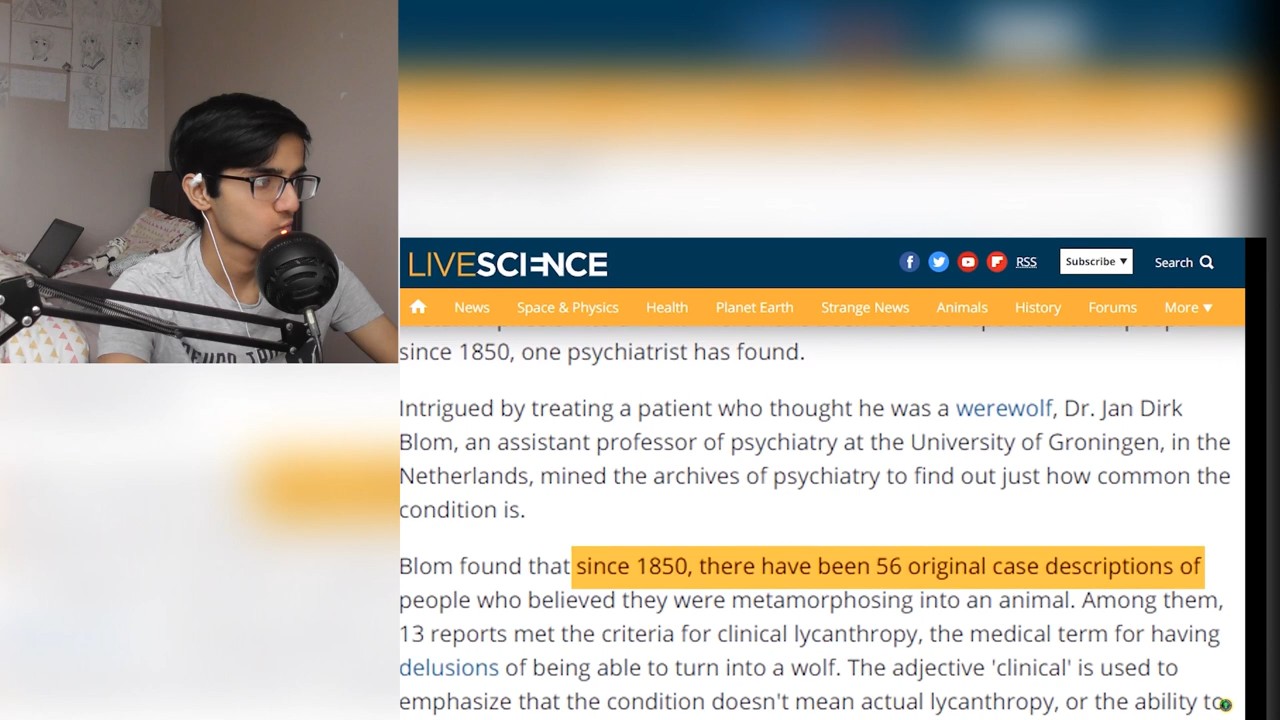 LIVESCIENCE
RSS
Subscribe ▼
Search
News Space & Physics Health Planet Earth Strange News Animals History Forums More ▼
since 1850, one psychiatrist has found.
Intrigued by treating a patient who thought he was a werewolf, Dr. Jan Dirk
Blom, an assistant professor of psychiatry at the University of Groningen, in the
Netherlands, mined the archives of psychiatry to find out just how common the
condition is.
Blom found that since 1850, there have been 56 original case descriptions of
people who believed they were metamorphosing into an animal. Among them,
13 reports met the criteria for clinical lycanthropy, the medical term for having
delusions of being able to turn into a wolf. The adjective 'clinical' is used to
emphasize that the condition doesn't mean actual lycanthropy, or the ability to